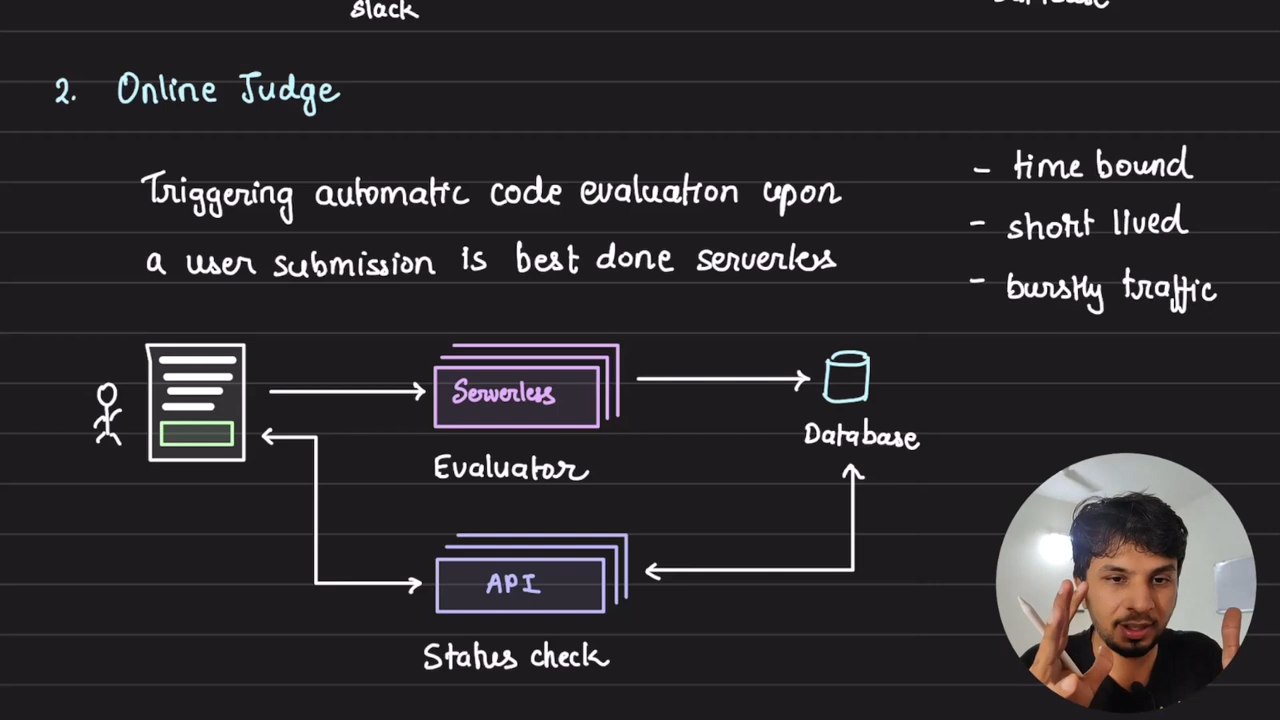 slack
2. Online Judge
Triggering automatic code evaluation upon
a user submission is best done serverless
- time bound
- short lived
- burstly traffic
Serverless
Evaluator
Database
API
Status check